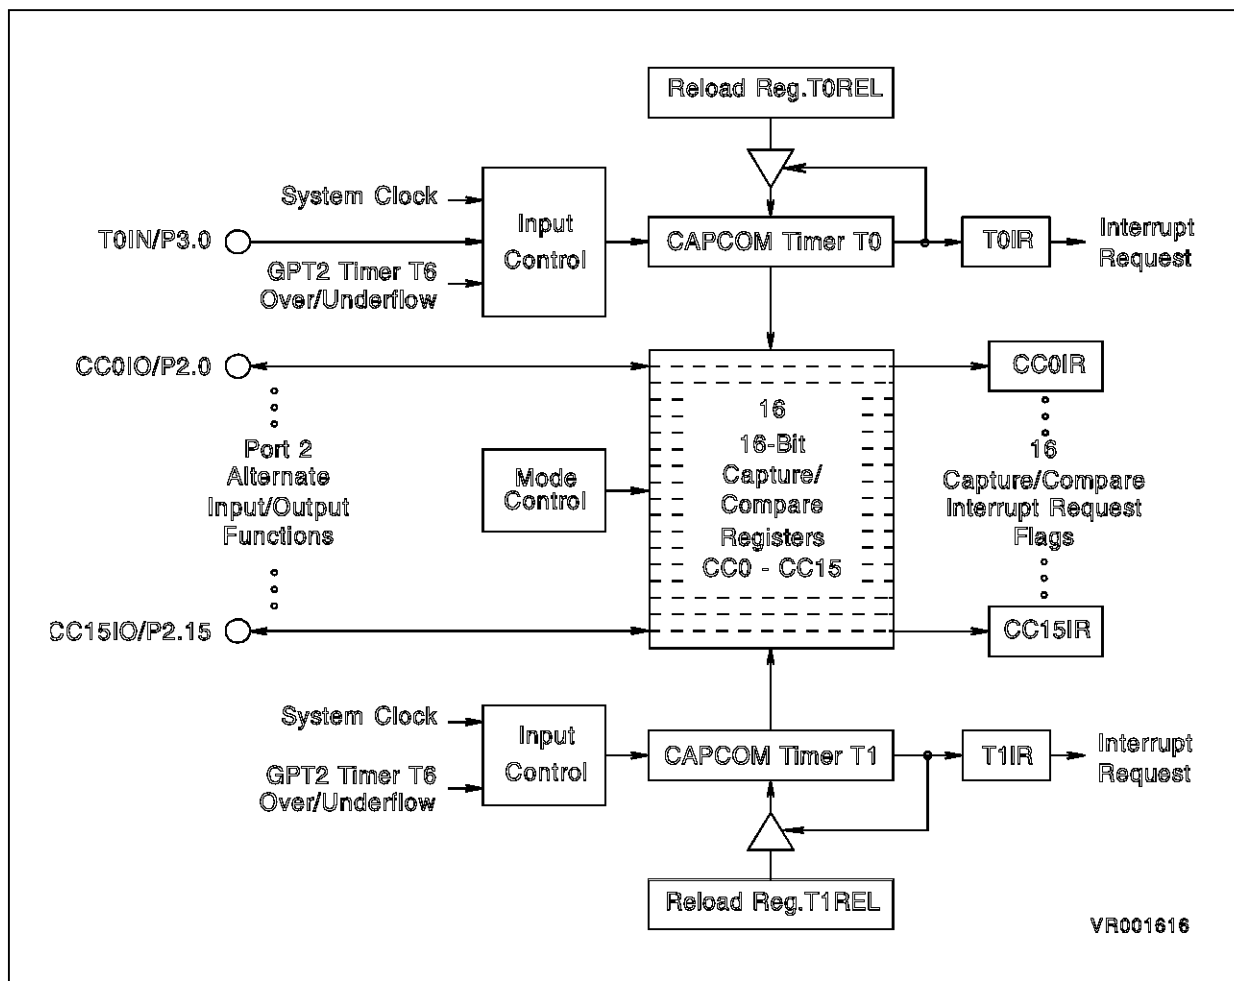 Reload Reg.T0REL
System Clock
T0IN/P3.0
GPT2 Timer T6
Over/Underflow
Input
Control
CAPCOM Timer T0
T0IR
Interrupt
Request
CC0IO/P2.0
Port 2
Alternate
Input/Output
Functions
CC15IO/P2.15
Mode
Control
16
16-Bit
Capture/
Compare
Registers
CC0 - CC15
CC0IR
16
Capture/Compare
Interrupt Request
Flags
CC15IR
System Clock
GPT2 Timer T6
Over/Underflow
Input
Control
CAPCOM Timer T1
T1IR
Interrupt
Request
Reload Reg.T1REL
VR001616